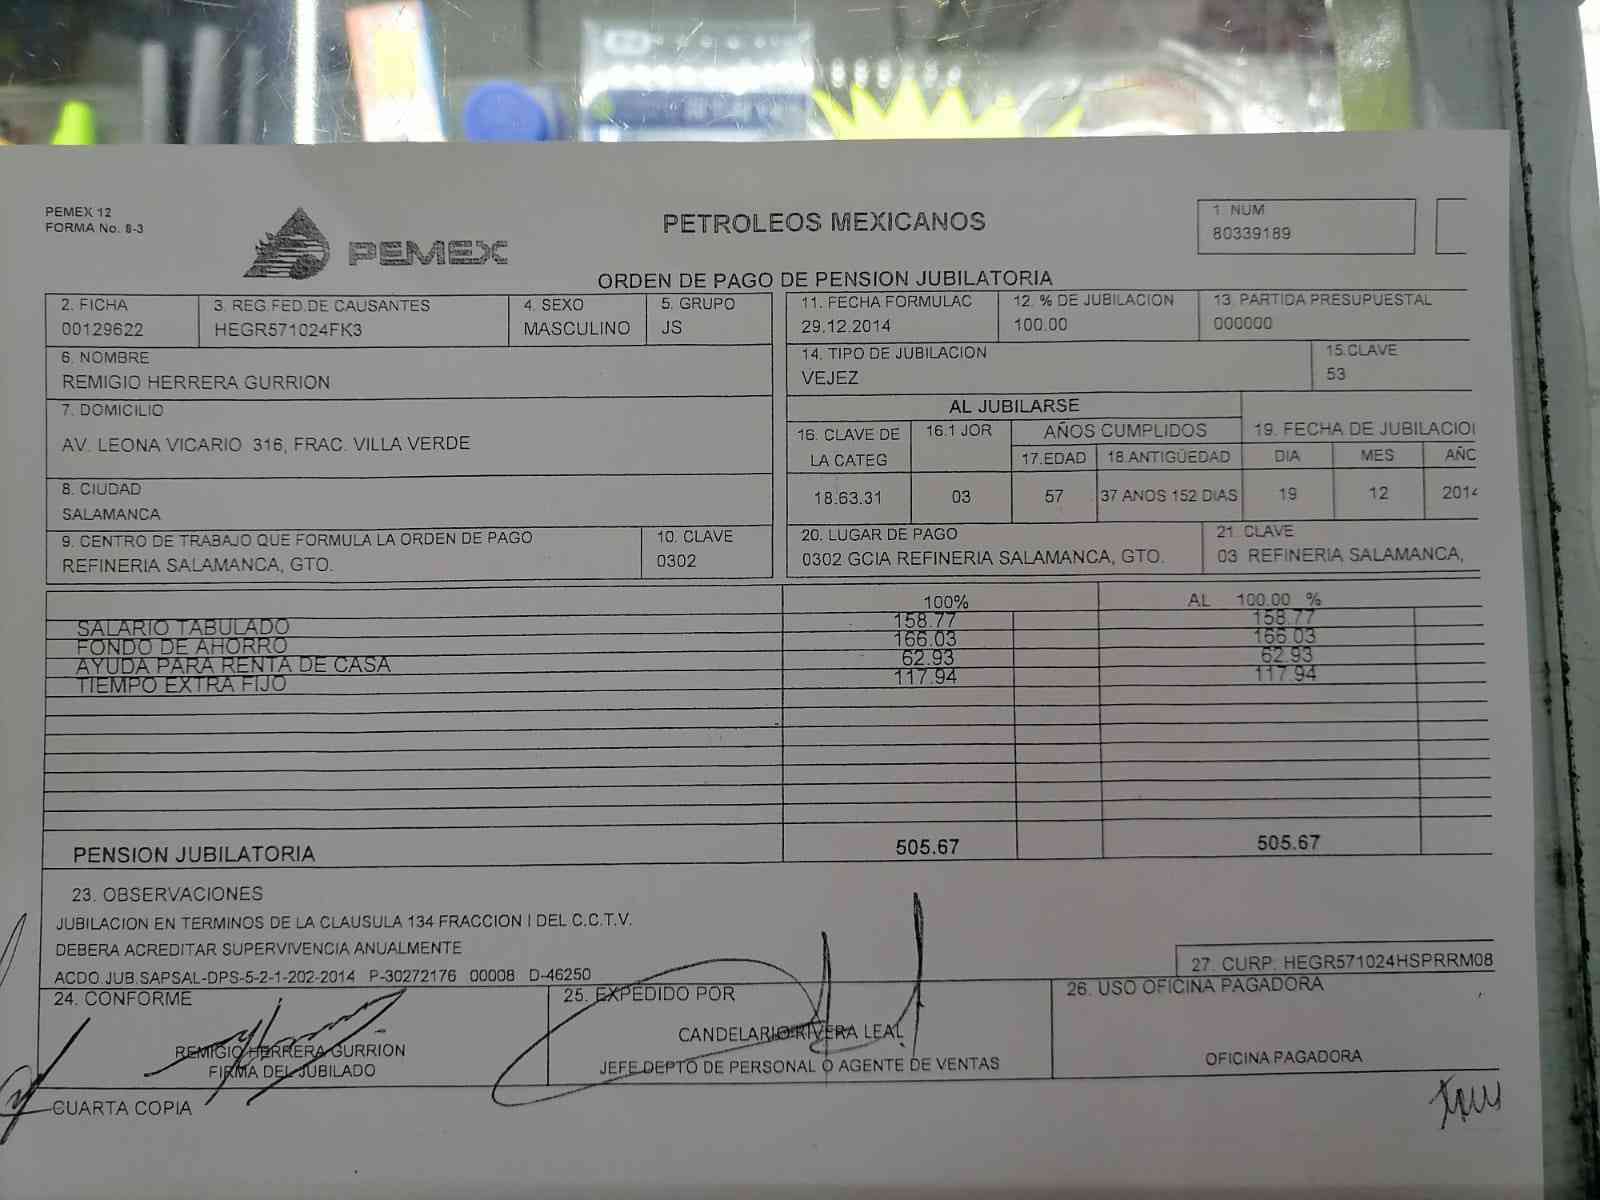 PEMEX 12
FORMA No. 8-3
PEMEX
PETROLEOS MEXICANOS
1. NUM
80339189
ORDEN DE PAGO DE PENSION JUBILATORIA
2. FICHA
00129622
3. REG.FED.DE CAUSANTES
HEGR571024FK3
4. SEXO
MASCULINO
5. GRUPO
JS
11. FECHA FORMULAC
29.12.2014
12. % DE JUBILACION
100.00
13. PARTIDA PRESUPUESTAL
000000
6. NOMBRE
REMIGIO HERRERA GURRION
14. TIPO DE JUBILACION
VEJEZ
15.CLAVE
53
7. DOMICILIO
AV. LEONA VICARIO 316, FRAC. VILLA VERDE
AL JUBILARSE
16. CLAVE DE
LA CATEG
16.1 JOR
AÑOS CUMPLIDOS
17.EDAD
18.ANTIGÜEDAD
19. FECHA DE JUBILACIO
DIA
MES
AÑO
18.63.31
03
57
37 ANOS 152 DIAS
19
12
2014
8. CIUDAD
SALAMANCA
9. CENTRO DE TRABAJO QUE FORMULA LA ORDEN DE PAGO
REFINERIA SALAMANCA, GTO.
10. CLAVE
0302
20. LUGAR DE PAGO
0302 GCIA REFINERIA SALAMANCA, GTO.
21. CLAVE
03 REFINERIA SALAMANCA,
100%
AL 100.00 %
SALARIO TABULADO 158.77 158.77
FONDO DE AHORRO 166.03 166.03
AYUDA PARA RENTA DE CASA 62.93 62.93
TIEMPO EXTRA FIJO 117.94 117.94
PENSION JUBILATORIA 505.67 505.67
23. OBSERVACIONES
JUBILACION EN TERMINOS DE LA CLAUSULA 134 FRACCION I DEL C.C.T.V.
DEBERA ACREDITAR SUPERVIVENCIA ANUALMENTE
ACDO.JUB.SAPSAL-DPS-5-2-1-202-2014 P-30272176 00008 D-46250
27. CURP: HEGR571024HSPRRM08
24. CONFORME
REMIGIO HERRERA GURRION
FIRMA DEL JUBILADO
25. EXPEDIDO POR
CANDELARIO RIVERA LEAL
JEFE DEPTO DE PERSONAL O AGENTE DE VENTAS
26. USO OFICINA PAGADORA
OFICINA PAGADORA
CUARTA COPIA